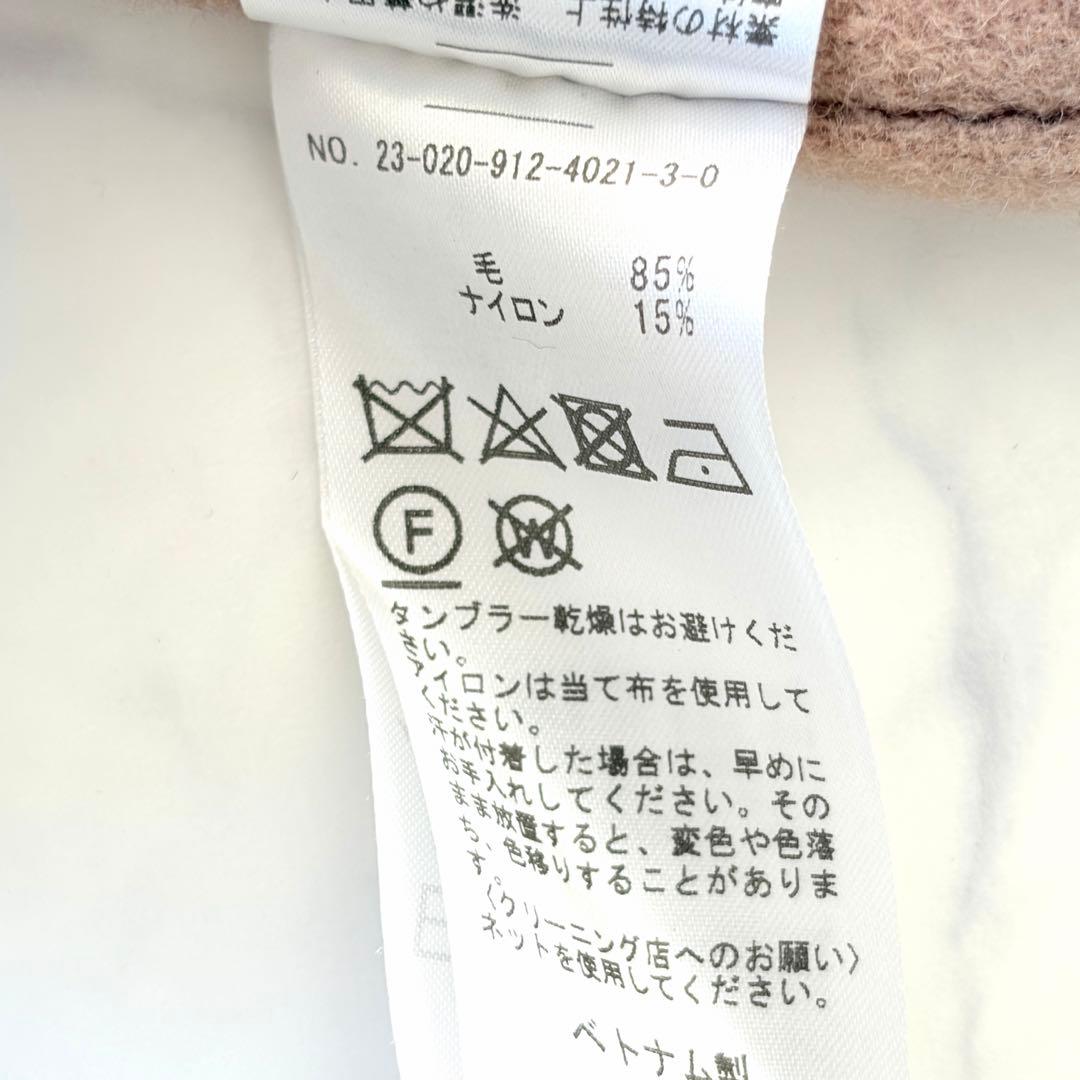 素材の特性上
NO. 23-020-912-4021-3-0
毛 85%
ナイロン 15%
F
W
タンブラー乾燥はお避けくだ
さい。
アイロンは当て布を使用して
ください。
汗が付着した場合は、早めに
お手入れしてください。その
まま放置すると、変色や色落
ち、色移りすることがありま
す。
〈クリーニング店へのお願い〉
ネットを使用してください。
ベトナム製